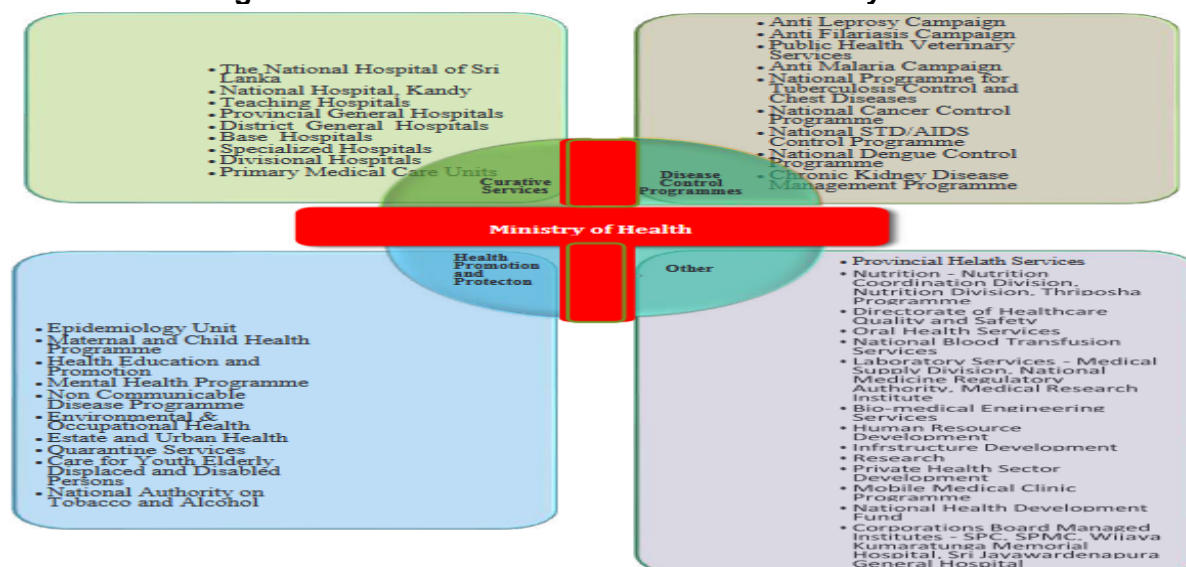 • The National Hospital of Sri
Lanka
• National Hospital, Kandy
• Teaching Hospitals
• Provincial General Hospitals
• District General Hospitals
• Base Hospitals
• Specialized Hospitals
• Divisional Hospitals
• Primary Medical Care Units
Curative
Services
• Anti Leprosy Campaign
• Anti Filariasis Campaign
• Public Health Veterinary
Services
• Anti Malaria Campaign
• National Programme for
Tuberculosis Control and
Chest Diseases
• National Cancer Control
Programme
• National STD/AIDS
Control Programme
• National Dengue Control
Programme
• Chronic Kidney Disease
Management Programme
Disease
Control
Programmes
Ministry of Health
Health
Promotion
and
Protecton
• Epidemiology Unit
• Maternal and Child Health
Programme
• Health Education and
Promotion
• Mental Health Programme
• Non Communicable
Disease Programme
• Environmental &
Occupational Health
• Estate and Urban Health
• Quarantine Services
• Care for Youth Elderly
Displaced and Disabled
Persons
• National Authority on
Tobacco and Alcohol
Other
• Provincial Helath Services
• Nutrition - Nutrition
Coordination Division,
Nutrition Division, Thriposha
Programme
• Directorate of Healthcare
Quality and Safety
• Oral Health Services
• National Blood Transfusion
Services
• Laboratory Services - Medical
Supply Division, National
Medicine Regulatory
Authority, Medical Research
Institute
• Bio-medical Engineering
Services
• Human Resource
Development
• Infrstructure Development
• Research
• Private Health Sector
Development
• Mobile Medical Clinic
Programme
• National Health Development
Fund
• Corporations Board Managed
Institutes - SPC, SPMC, Wijaya
Kumaratunga Memorial
Hospital, Sri Jayawardenapura
General Hospital